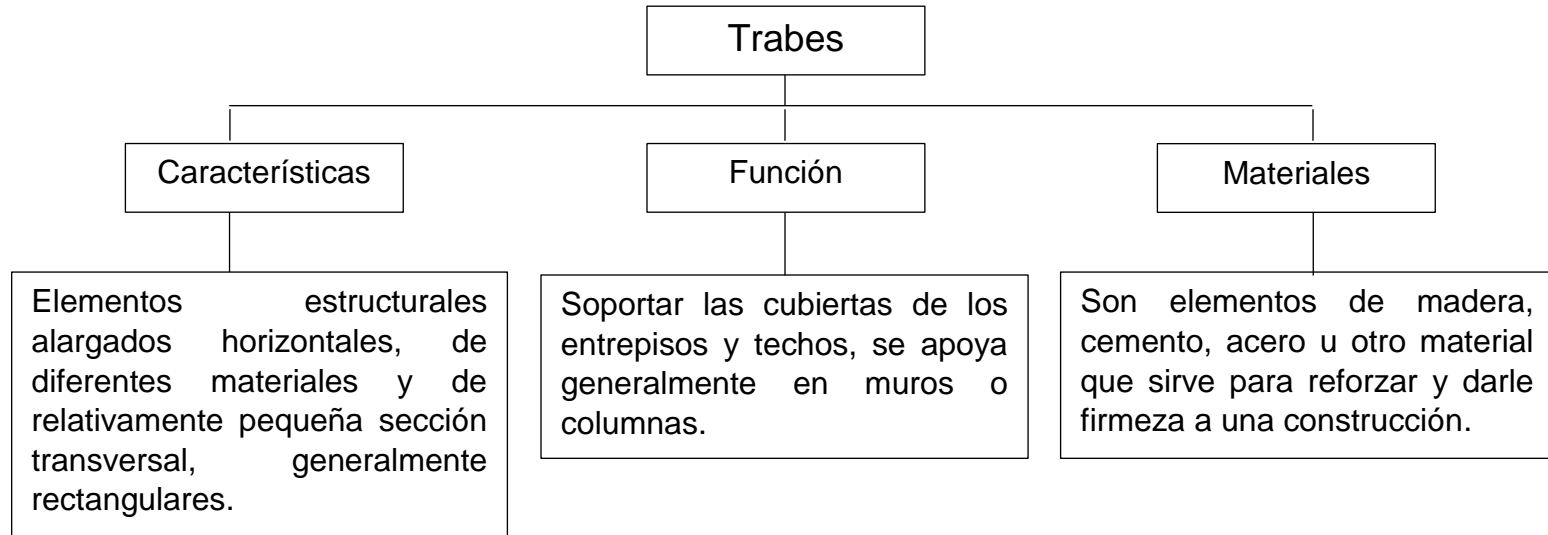 Trabes
Características
Función
Materiales
Elementos estructurales
alargados horizontales, de
diferentes materiales y de
relativamente pequeña sección
transversal, generalmente
rectangulares.
Soportar las cubiertas de los
entrepisos y techos, se apoya
generalmente en muros o
columnas.
Son elementos de madera,
cemento, acero u otro material
que sirve para reforzar y darle
firmeza a una construcción.